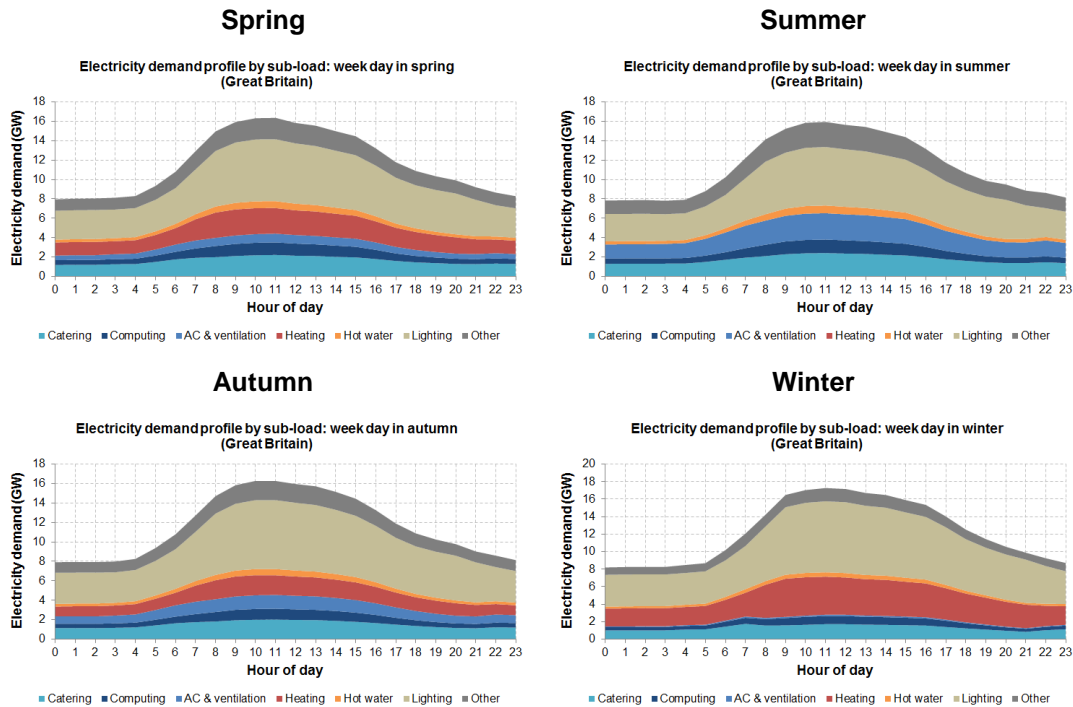 Spring
Electricity demand profile by sub-load: week day in spring
(Great Britain)
Electricity demand (GW)
18
16
14
12
10
8
6
4
2
0
0 1 2 3 4 5 6 7 8 9 10 11 12 13 14 15 16 17 18 19 20 21 22 23
Hour of day
Catering Computing AC & ventilation Heating Hot water Lighting Other
Summer
Electricity demand profile by sub-load: week day in summer
(Great Britain)
Electricity demand (GW)
18
16
14
12
10
8
6
4
2
0
0 1 2 3 4 5 6 7 8 9 10 11 12 13 14 15 16 17 18 19 20 21 22 23
Hour of day
Catering Computing AC & ventilation Heating Hot water Lighting Other
Autumn
Electricity demand profile by sub-load: week day in autumn
(Great Britain)
Electricity demand (GW)
18
16
14
12
10
8
6
4
2
0
0 1 2 3 4 5 6 7 8 9 10 11 12 13 14 15 16 17 18 19 20 21 22 23
Hour of day
Catering Computing AC & ventilation Heating Hot water Lighting Other
Winter
Electricity demand profile by sub-load: week day in winter
(Great Britain)
Electricity demand (GW)
20
18
16
14
12
10
8
6
4
2
0
0 1 2 3 4 5 6 7 8 9 10 11 12 13 14 15 16 17 18 19 20 21 22 23
Hour of day
Catering Computing AC & ventilation Heating Hot water Lighting Other